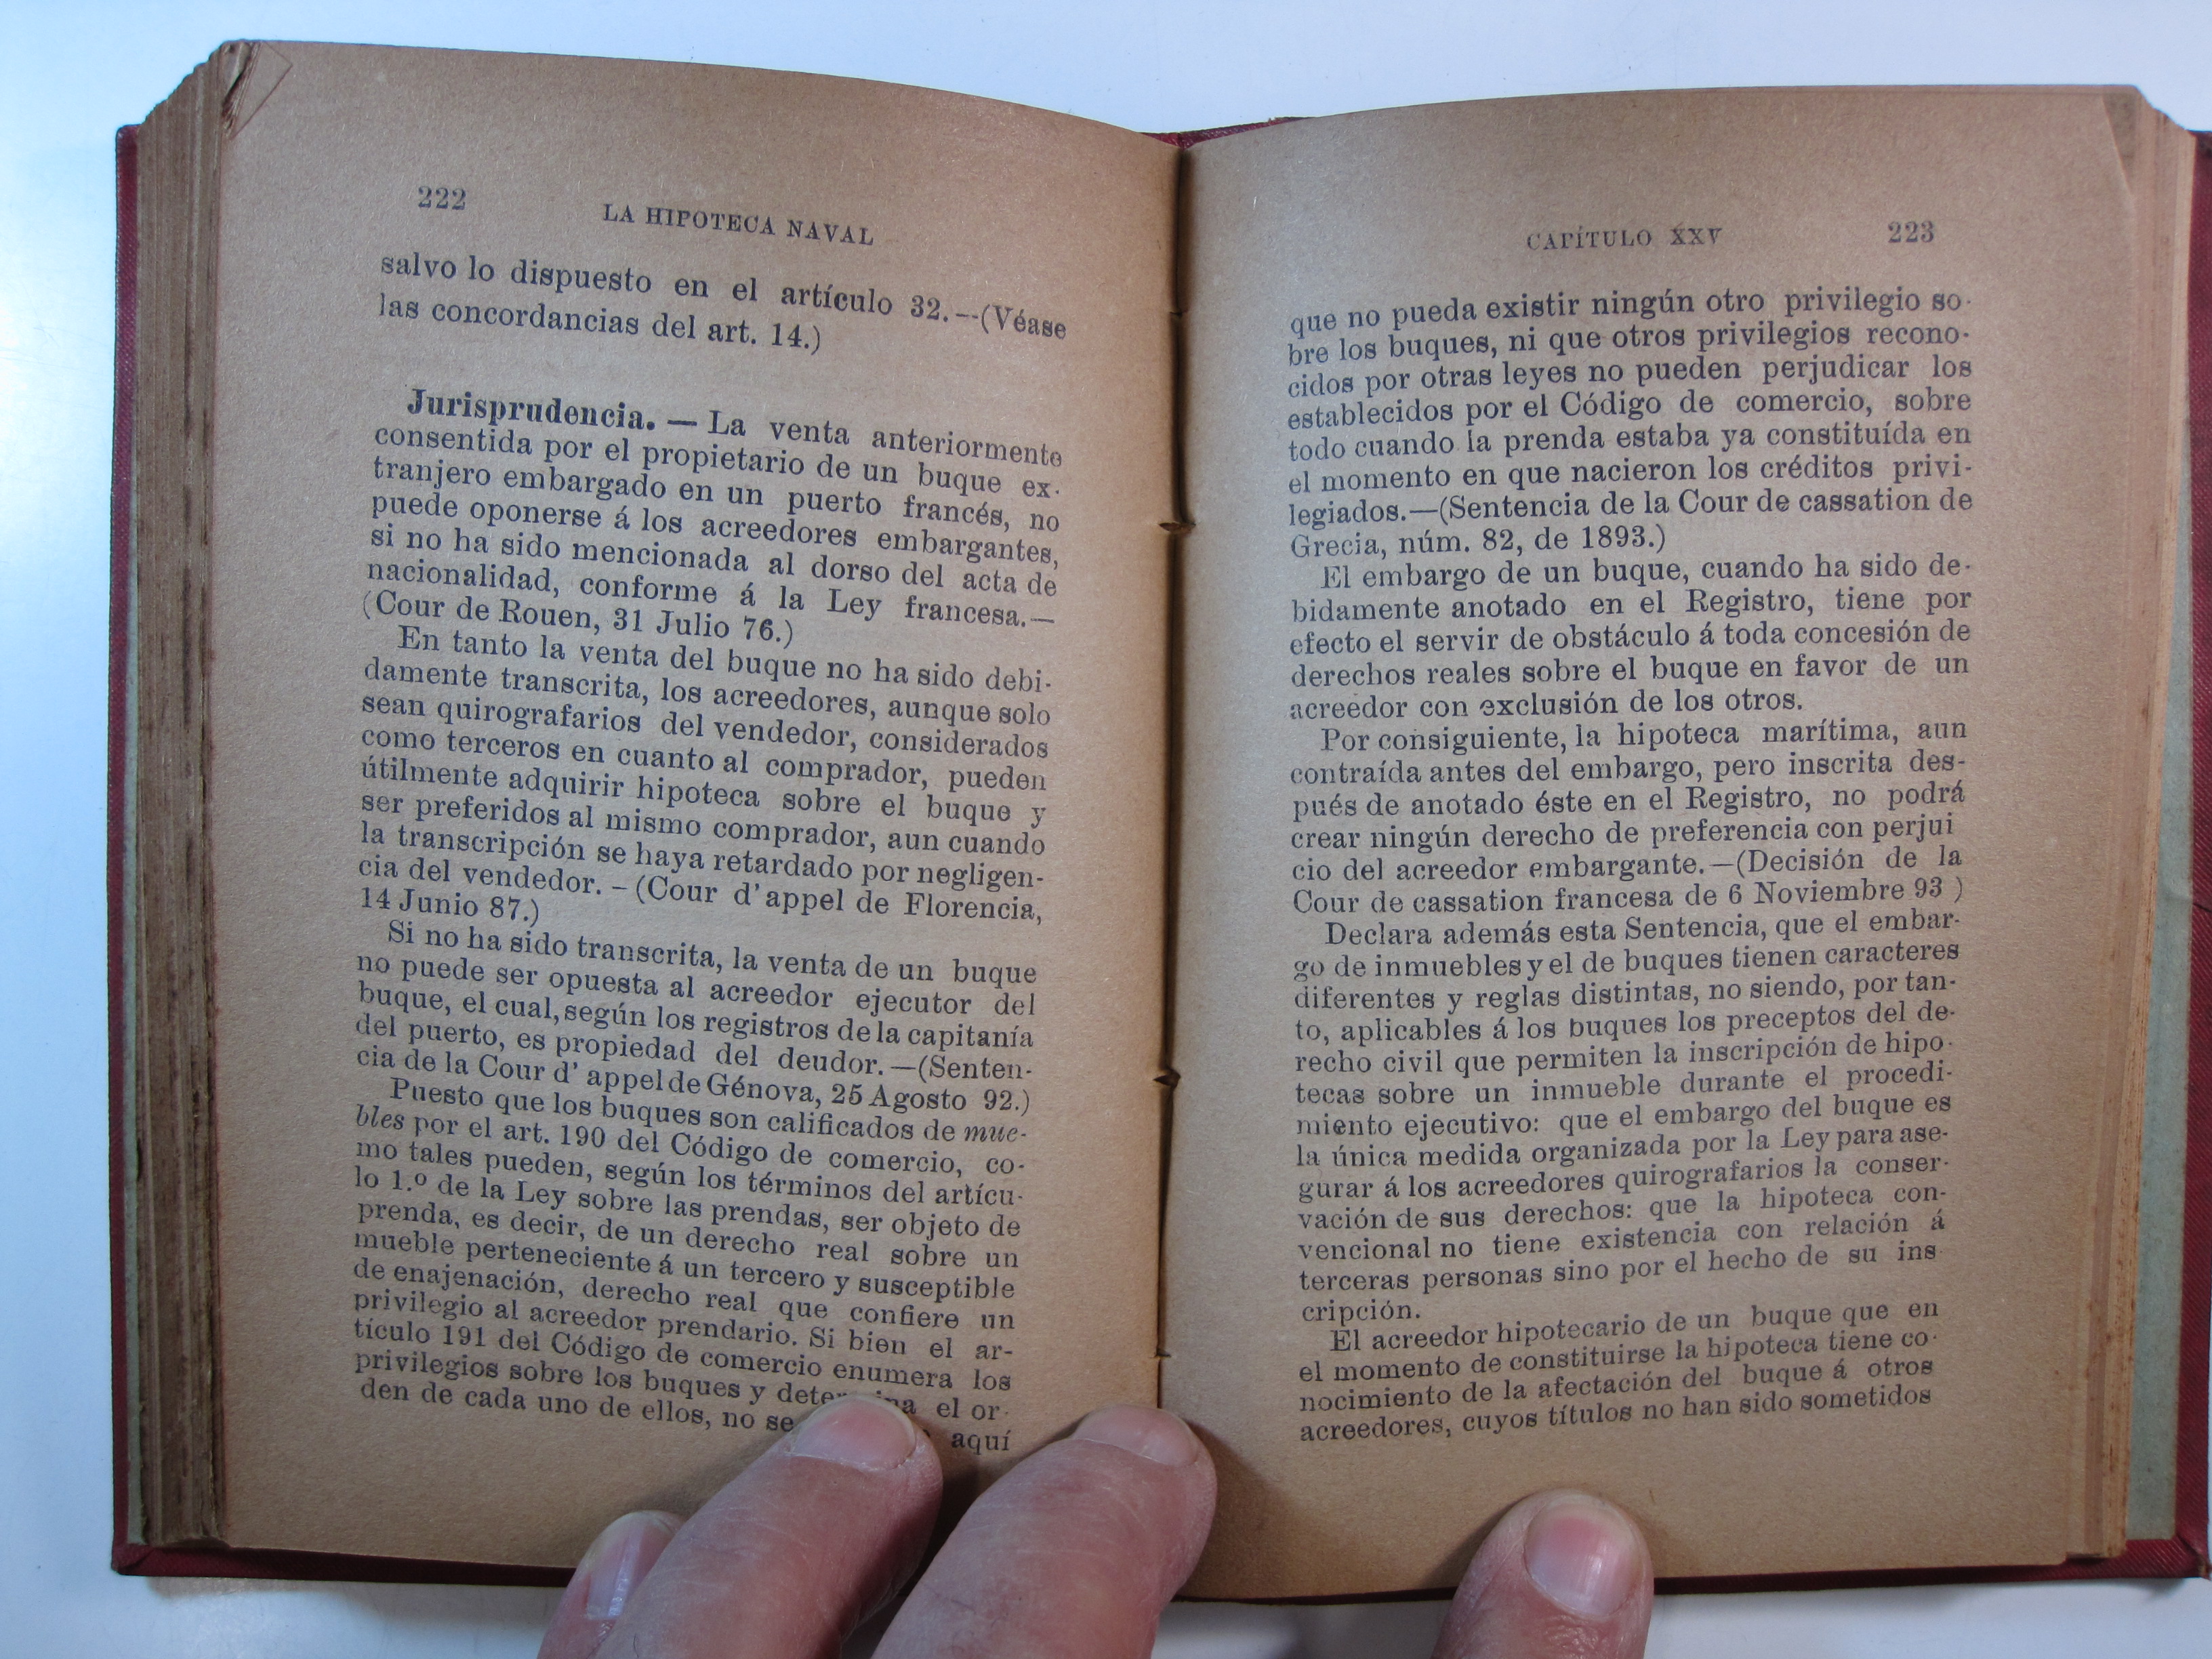 222
LA HIPOTECA NAVAL
salvo lo dispuesto en el artículo 32.--(Véase
las concordancias del art. 14.)
Jurisprudencia. — La venta anteriormente
consentida por el propietario de un buque ex-
tranjero embargado en un puerto francés, no
puede oponerse á los acreedores embargantes,
si no ha sido mencionada al dorso del acta de
nacionalidad, conforme á la Ley francesa.—
(Cour de Rouen, 31 Julio 76.)
En tanto la venta del buque no ha sido debi-
damente transcrita, los acreedores, aunque solo
sean quirografarios del vendedor, considerados
como terceros en cuanto al comprador, pueden
útilmente adquirir hipoteca sobre el buque y
ser preferidos al mismo comprador, aun cuando
la transcripción se haya retardado por negligen-
cia del vendedor. – (Cour d' appel de Florencia,
14 Junio 87.)
Si no ha sido transcrita, la venta de un buque
no puede ser opuesta al acreedor ejecutor del
buque, el cual, según los registros de la capitanía
del puerto, es propiedad del deudor.—(Senten-
cia de la Cour d' appel de Génova, 25 Agosto 92.)
Puesto que los buques son calificados de mue-
bles por el art. 190 del Código de comercio, co-
mo tales pueden, según los términos del artícu-
lo 1.º de la Ley sobre las prendas, ser objeto de
prenda, es decir, de un derecho real sobre un
mueble perteneciente á un tercero y susceptible
de enajenación, derecho real que confiere un
privilegio al acreedor prendario. Si bien el ar-
tículo 191 del Código de comercio enumera los
privilegios sobre los buques y determina el or-
den de cada uno de ellos, no se aquí
CAPÍTULO XXV
223
que no pueda existir ningún otro privilegio so-
bre los buques, ni que otros privilegios recono-
cidos por otras leyes no pueden perjudicar los
establecidos por el Código de comercio, sobre
todo cuando la prenda estaba ya constituída en
el momento en que nacieron los créditos privi-
legiados.—(Sentencia de la Cour de cassation de
Grecia, núm. 82, de 1893.)
El embargo de un buque, cuando ha sido de-
bidamente anotado en el Registro, tiene por
efecto el servir de obstáculo á toda concesión de
derechos reales sobre el buque en favor de un
acreedor con exclusión de los otros.
Por consiguiente, la hipoteca marítima, aun
contraída antes del embargo, pero inscrita des-
pués de anotado éste en el Registro, no podrá
crear ningún derecho de preferencia con perjui
cio del acreedor embargante.—(Decisión de la
Cour de cassation francesa de 6 Noviembre 93 )
Declara además esta Sentencia, que el embar-
go de inmuebles y el de buques tienen caracteres
diferentes y reglas distintas, no siendo, por tan-
to, aplicables á los buques los preceptos del de-
recho civil que permiten la inscripción de hipo-
tecas sobre un inmueble durante el procedi-
miento ejecutivo: que el embargo del buque es
la única medida organizada por la Ley para ase-
gurar á los acreedores quirografarios la conser-
vación de sus derechos: que la hipoteca con-
vencional no tiene existencia con relación á
terceras personas sino por el hecho de su ins
cripción.
El acreedor hipotecario de un buque que en
el momento de constituirse la hipoteca tiene co-
nocimiento de la afectación del buque á otros
acreedores, cuyos títulos no han sido sometidos